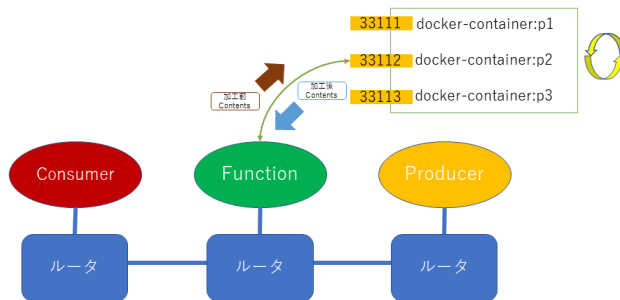 33111 docker-container:p1
33112 docker-container:p2
33113 docker-container:p3
加工前
Contents
加工後
Contents
Consumer
Function
Producer
ルータ
ルータ
ルータ